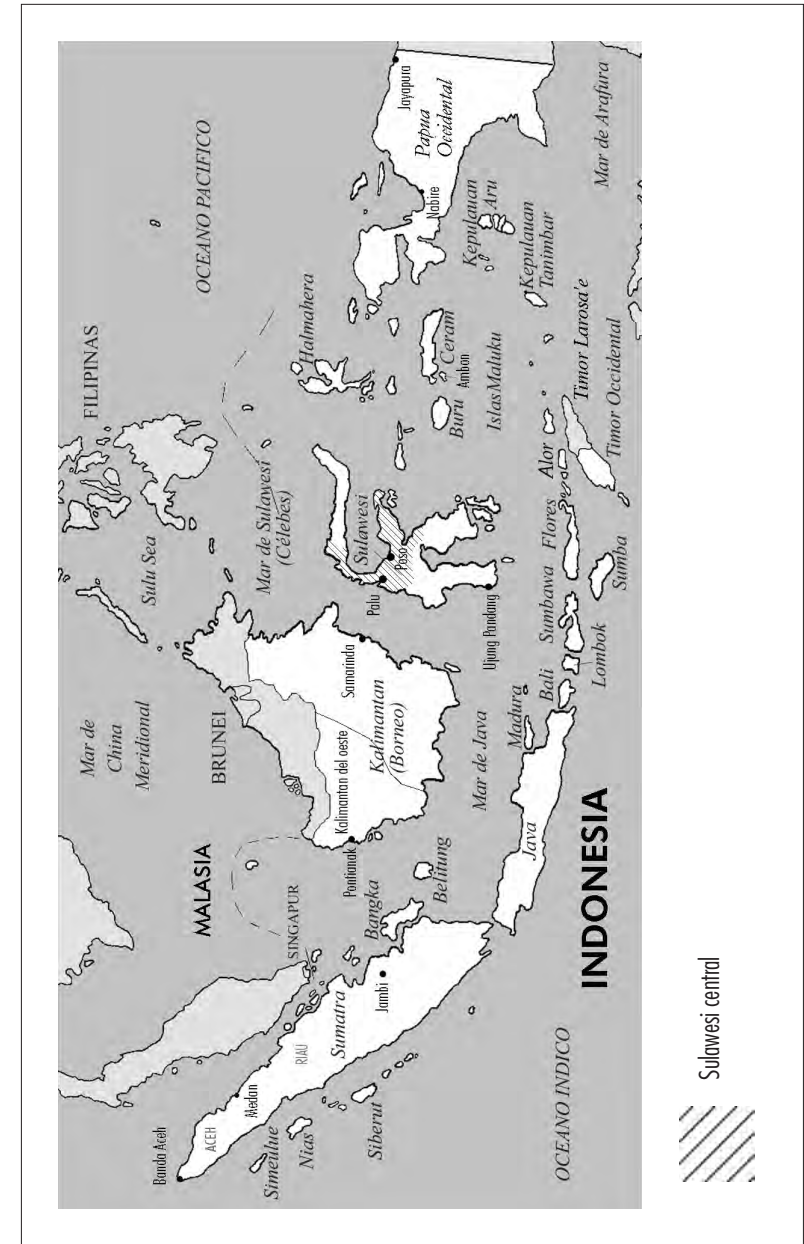 FILIPINAS
OCEANO PACIFICO
Mar de
China
Meridional
Sulu Sea
Banda Aceh
MALASIA
BRUNEI
ACEH
Medan
Simeulue
Nias
Siberut
RIAU
Sumatra
Jambi
SINGAPUR
Bangka
Belitung
Pontianak
Kalimantan del oeste
Kalimantan
(Borneo)
Samarinda
Mar de Sulawesi
(Célebes)
Halmahera
Sulawesi
Palu
Poso
Ujung Pandang
Buru
Ceram
Ambon
Islas Maluku
Jayapura
Papua
Occidental
Nabire
Kepulauan
Aru
Kepulauan
Tanimbar
Mar de Arafura
Mar de Java
Java
Madura
Bali
Lombok
Sumbawa
Flores
Sumba
Alor
Timor Larosa'e
Timor Occidental
OCEANO INDICO
INDONESIA
Sulawesi central